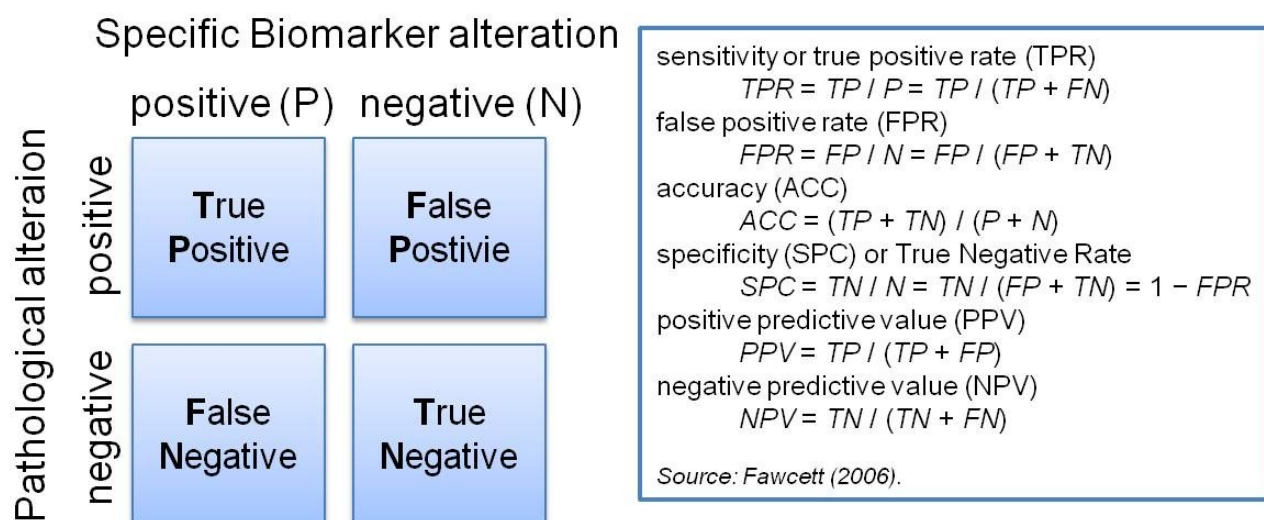 Specific Biomarker alteration
positive (P) negative (N)
Pathological alteraion
positive
negative
True
Positive
False
Postivie
False
Negative
True
Negative
sensitivity or true positive rate (TPR)
TPR = TP / P = TP / (TP + FN)
false positive rate (FPR)
FPR = FP / N = FP / (FP + TN)
accuracy (ACC)
ACC = (TP + TN) / (P + N)
specificity (SPC) or True Negative Rate
SPC = TN / N = TN / (FP + TN) = 1 − FPR
positive predictive value (PPV)
PPV = TP / (TP + FP)
negative predictive value (NPV)
NPV = TN / (TN + FN)
Source: Fawcett (2006).